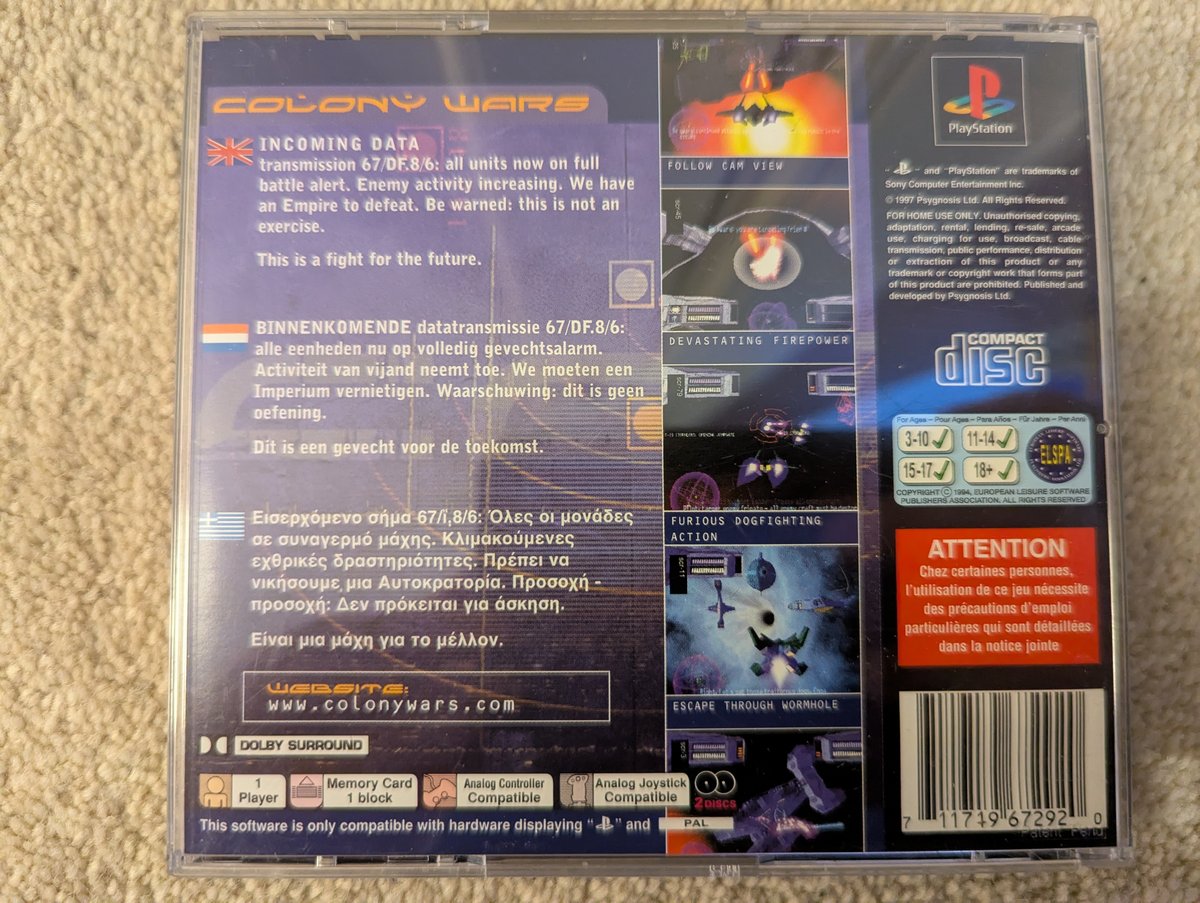 COLONY WARS
INCOMING DATA
transmission 67/DF.8/6: all units now on full
battle alert. Enemy activity increasing. We have
an Empire to defeat. Be warned: this is not an
exercise.
This is a fight for the future.
BINNENKOMENDE datatransmissie 67/DF.8/6:
alle eenheden nu op volledig gevechtsalarm.
Activiteit van vijand neemt toe. We moeten een
Imperium vernietigen. Waarschuwing: dit is geen
oefening.
Dit is een gevecht voor de toekomst.
Εισερχόμενο σήμα 67/ï,8/6: Όλες οι μονάδες
σε συναγερμό μάχης. Κλιμακούμενες
εχθρικές δραστηριότητες. Πρέπει να
νικήσουμε μια Αυτοκρατορία. Προσοχή -
προσοχή: Δεν πρόκειται για άσκηση.
Είναι μια μάχη για το μέλλον.
WEBSITE:
www.colonywars.com
DOLBY SURROUND
1
Player
Memory Card
1 block
Analog Controller
Compatible
Analog Joystick
Compatible
2 DISCS
This software is only compatible with hardware displaying " " and PAL
FOLLOW CAM VIEW
DEVASTATING FIREPOWER
FURIOUS DOGFIGHTING
ACTION
ESCAPE THROUGH WORMHOLE
PlayStation
" " and "PlayStation" are trademarks of
Sony Computer Entertainment Inc.
© 1997 Psygnosis Ltd. All Rights Reserved.
FOR HOME USE ONLY. Unauthorised copying,
adaptation, rental, lending, re-sale, arcade
use, charging for use, broadcast, cable
transmission, public performance, distribution
or extraction of this product or any
trademark or copyright work that forms part
of this product are prohibited. Published and
developed by Psygnosis Ltd.
COMPACT
disc
For Ages - Pour Ages - Para Años - Für Jahre - Per Anni
3-10 11-14
15-17 18+
ELSPA
COPYRIGHT © 1994, EUROPEAN LEISURE SOFTWARE
PUBLISHERS ASSOCIATION. ALL RIGHTS RESERVED
ATTENTION
Chez certaines personnes,
l'utilisation de ce jeu nécessite
des précautions d'emploi
particulières qui sont détaillées
dans la notice jointe
7 11719 67292 0